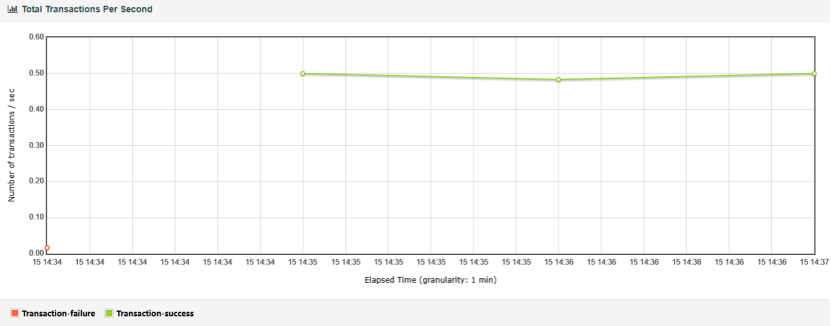 Total Transactions Per Second
0.60
0.50
0.40
0.30
0.20
0.10
0.00
Number of transactions / sec
15 14:34 15 14:34 15 14:34 15 14:34 15 14:34 15 14:34 15 14:35 15 14:35 15 14:35 15 14:35 15 14:35 15 14:35 15 14:36 15 14:36 15 14:36 15 14:36 15 14:36 15 14:36 15 14:37
Elapsed Time (granularity: 1 min)
Transaction-failure Transaction-success